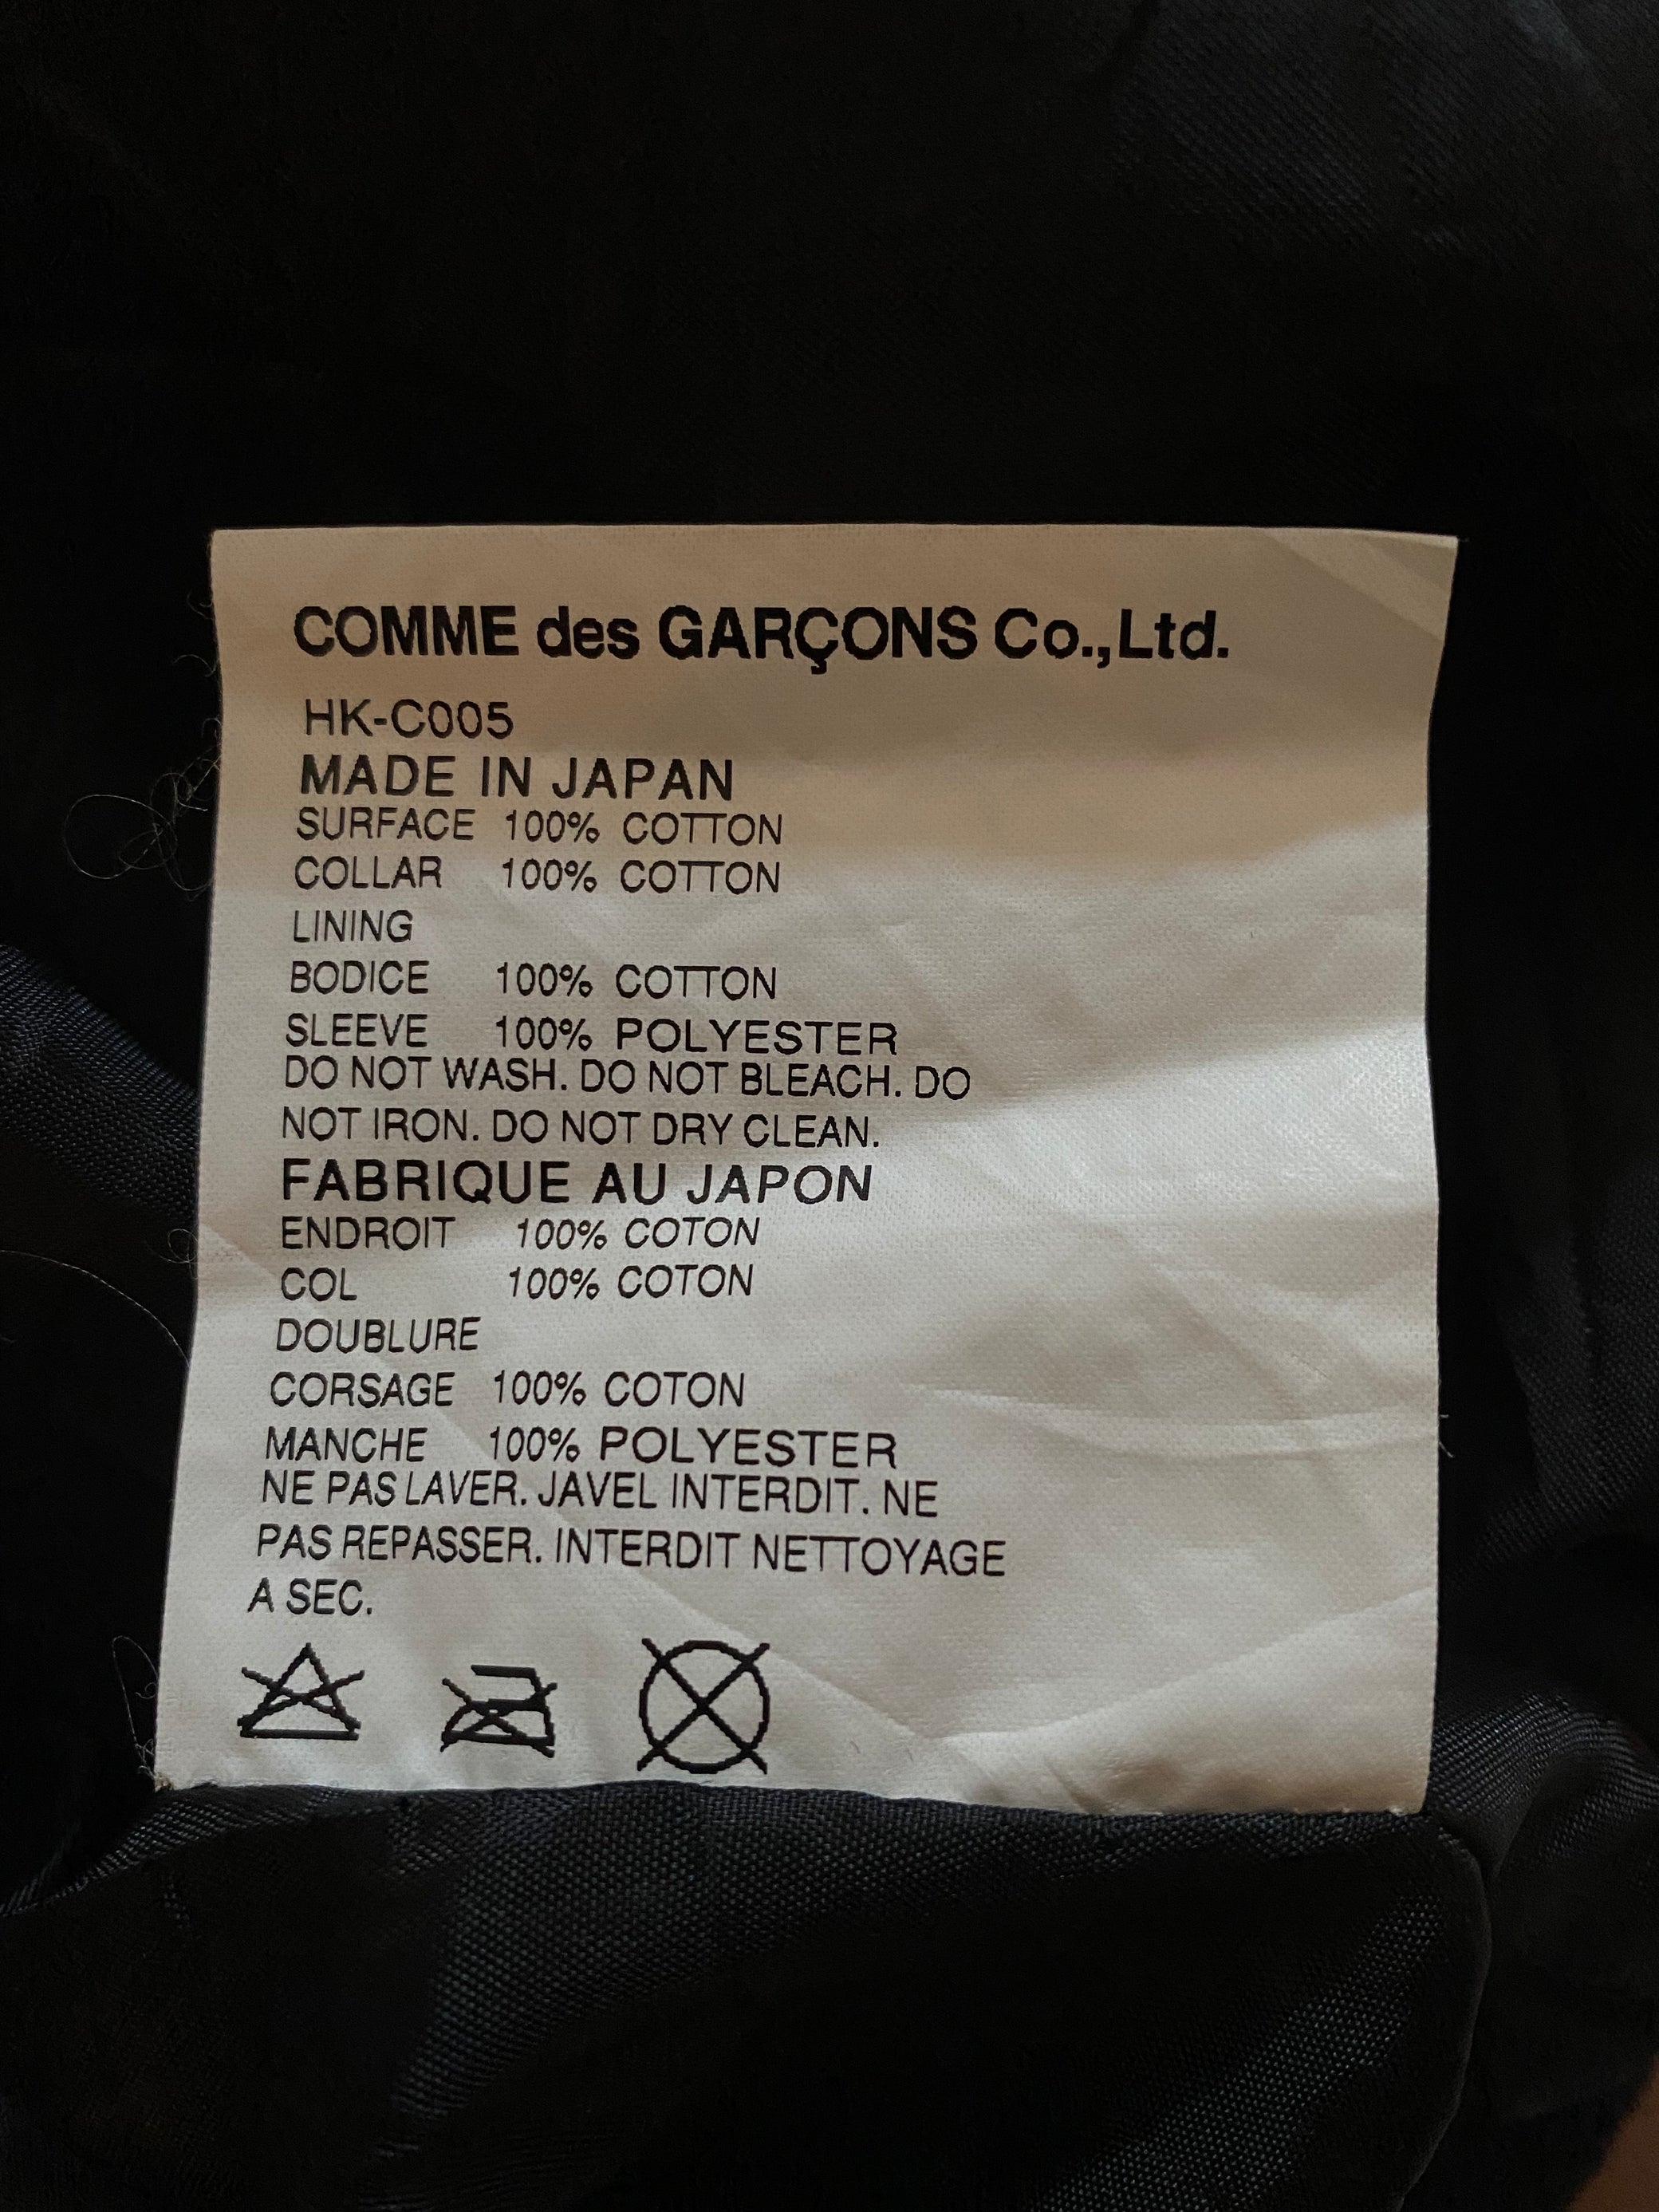 COMME des GARÇONS Co.,Ltd.
HK-C005
MADE IN JAPAN
SURFACE 100% COTTON
COLLAR 100% COTTON
LINING
BODICE 100% COTTON
SLEEVE 100% POLYESTER
DO NOT WASH. DO NOT BLEACH. DO
NOT IRON. DO NOT DRY CLEAN.
FABRIQUE AU JAPON
ENDROIT 100% COTON
COL 100% COTON
DOUBLURE
CORSAGE 100% COTON
MANCHE 100% POLYESTER
NE PAS LAVER. JAVEL INTERDIT. NE
PAS REPASSER. INTERDIT NETTOYAGE
A SEC.